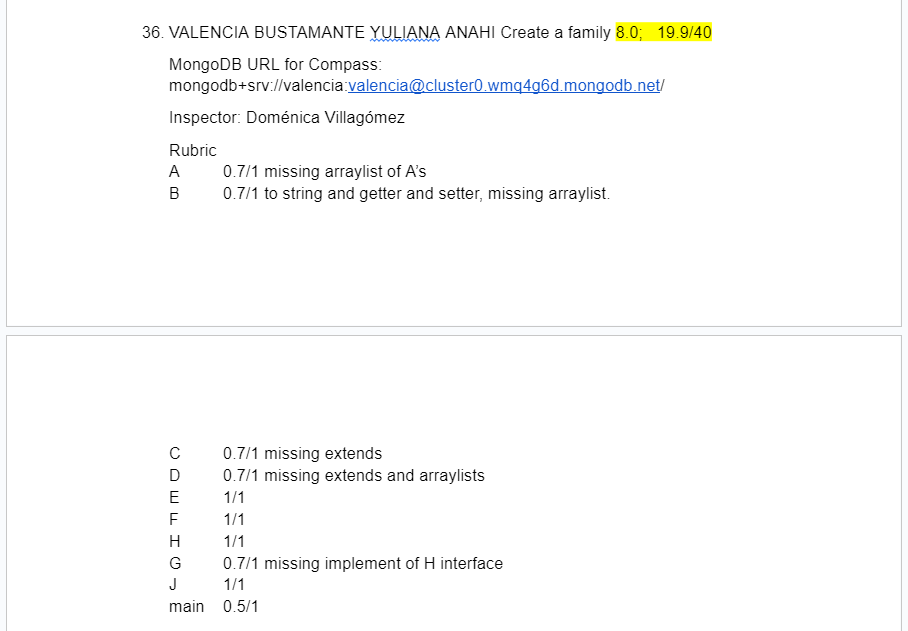 36. VALENCIA BUSTAMANTE YULIANA ANAHI Create a family 8.0; 19.9/40
MongoDB URL for Compass:
mongodb+srv://valencia:valencia@cluster0.wmq4g6d.mongodb.net/
Inspector: Doménica Villagómez
Rubric
A 0.7/1 missing arraylist of A’s
B 0.7/1 to string and getter and setter, missing arraylist.
C 0.7/1 missing extends
D 0.7/1 missing extends and arraylists
E 1/1
F 1/1
H 1/1
G 0.7/1 missing implement of H interface
J 1/1
main 0.5/1